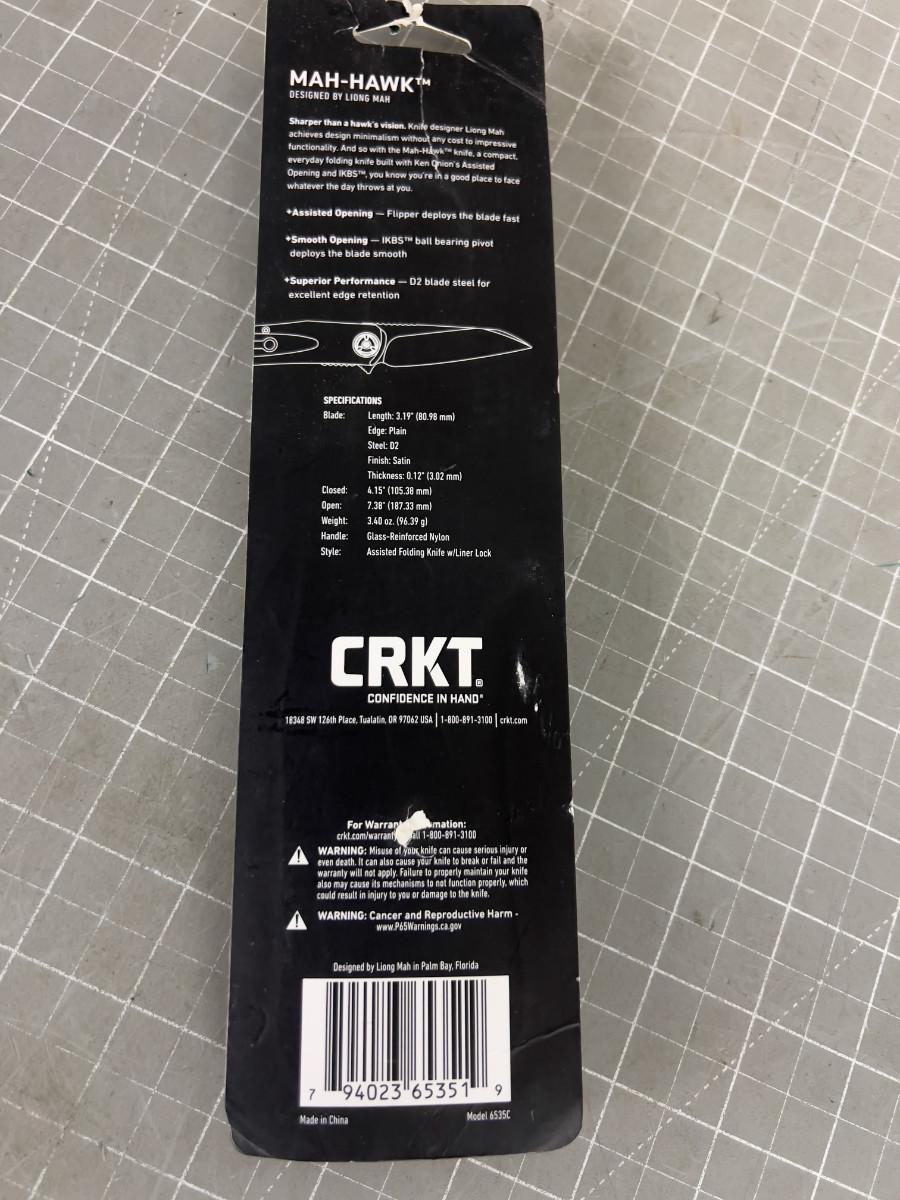 MAH-HAWK™
DESIGNED BY LIONG MAH
Sharper than a hawk's vision. Knife designer Liong Mah
achieves design minimalism without any cost to impressive
functionality. And so with the Mah-Hawk™ knife, a compact,
everyday folding knife built with Ken Onion's Assisted
Opening and IKBS™, you know you're in a good place to face
whatever the day throws at you.
+Assisted Opening — Flipper deploys the blade fast
+Smooth Opening — IKBS™ ball bearing pivot
deploys the blade smooth
+Superior Performance — D2 blade steel for
excellent edge retention
SPECIFICATIONS
Blade: Length: 3.19" (80.98 mm)
Edge: Plain
Steel: D2
Finish: Satin
Thickness: 0.12" (3.02 mm)
Closed: 4.15" (105.38 mm)
Open: 7.38" (187.33 mm)
Weight: 3.40 oz. (96.39 g)
Handle: Glass-Reinforced Nylon
Style: Assisted Folding Knife w/Liner Lock
CRKT®
CONFIDENCE IN HAND®
18348 SW 126th Place, Tualatin, OR 97062 USA | 1-800-891-3100 | crkt.com
For
crkt.com/warranty 1-800-891-3100
WARNING: Misuse of your knife can cause serious injury or
even death. It can also cause your knife to break or fail and the
warranty will not apply. Failure to properly maintain your knife
also may cause its mechanisms to not function properly, which
could result in injury to you or damage to the knife.
WARNING: Cancer and Reproductive Harm -
www.P65Warnings.ca.gov
Designed by Liong Mah in Palm Bay, Florida
7 94023 65351 9
Made in China Model 6535C